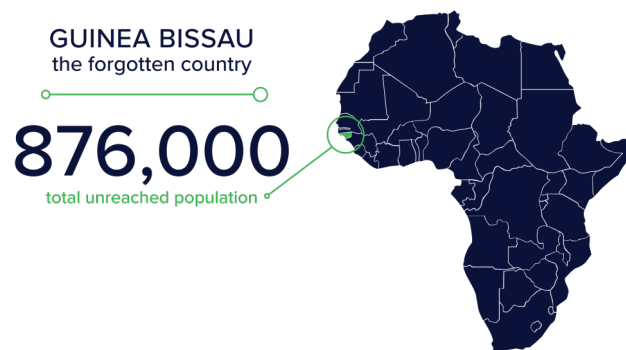 GUINEA BISSAU
the forgotten country
876,000
total unreached population